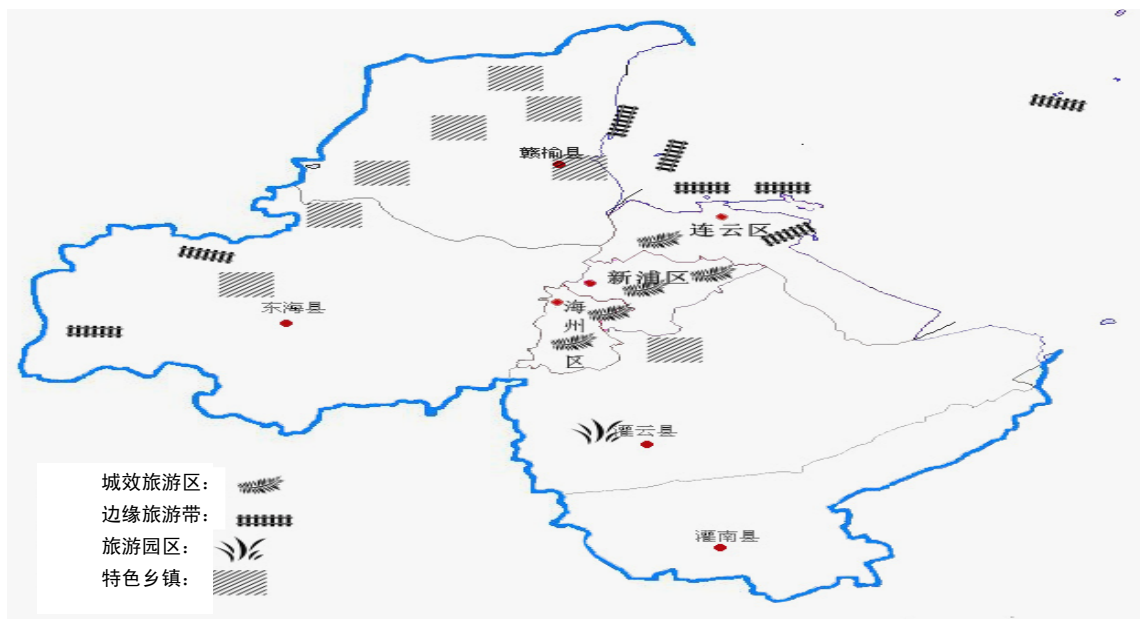 赣榆县
连云区
新浦区
海州区
东海县
灌云县
灌南县
城效旅游区：
边缘旅游带：
旅游园区：
特色乡镇：